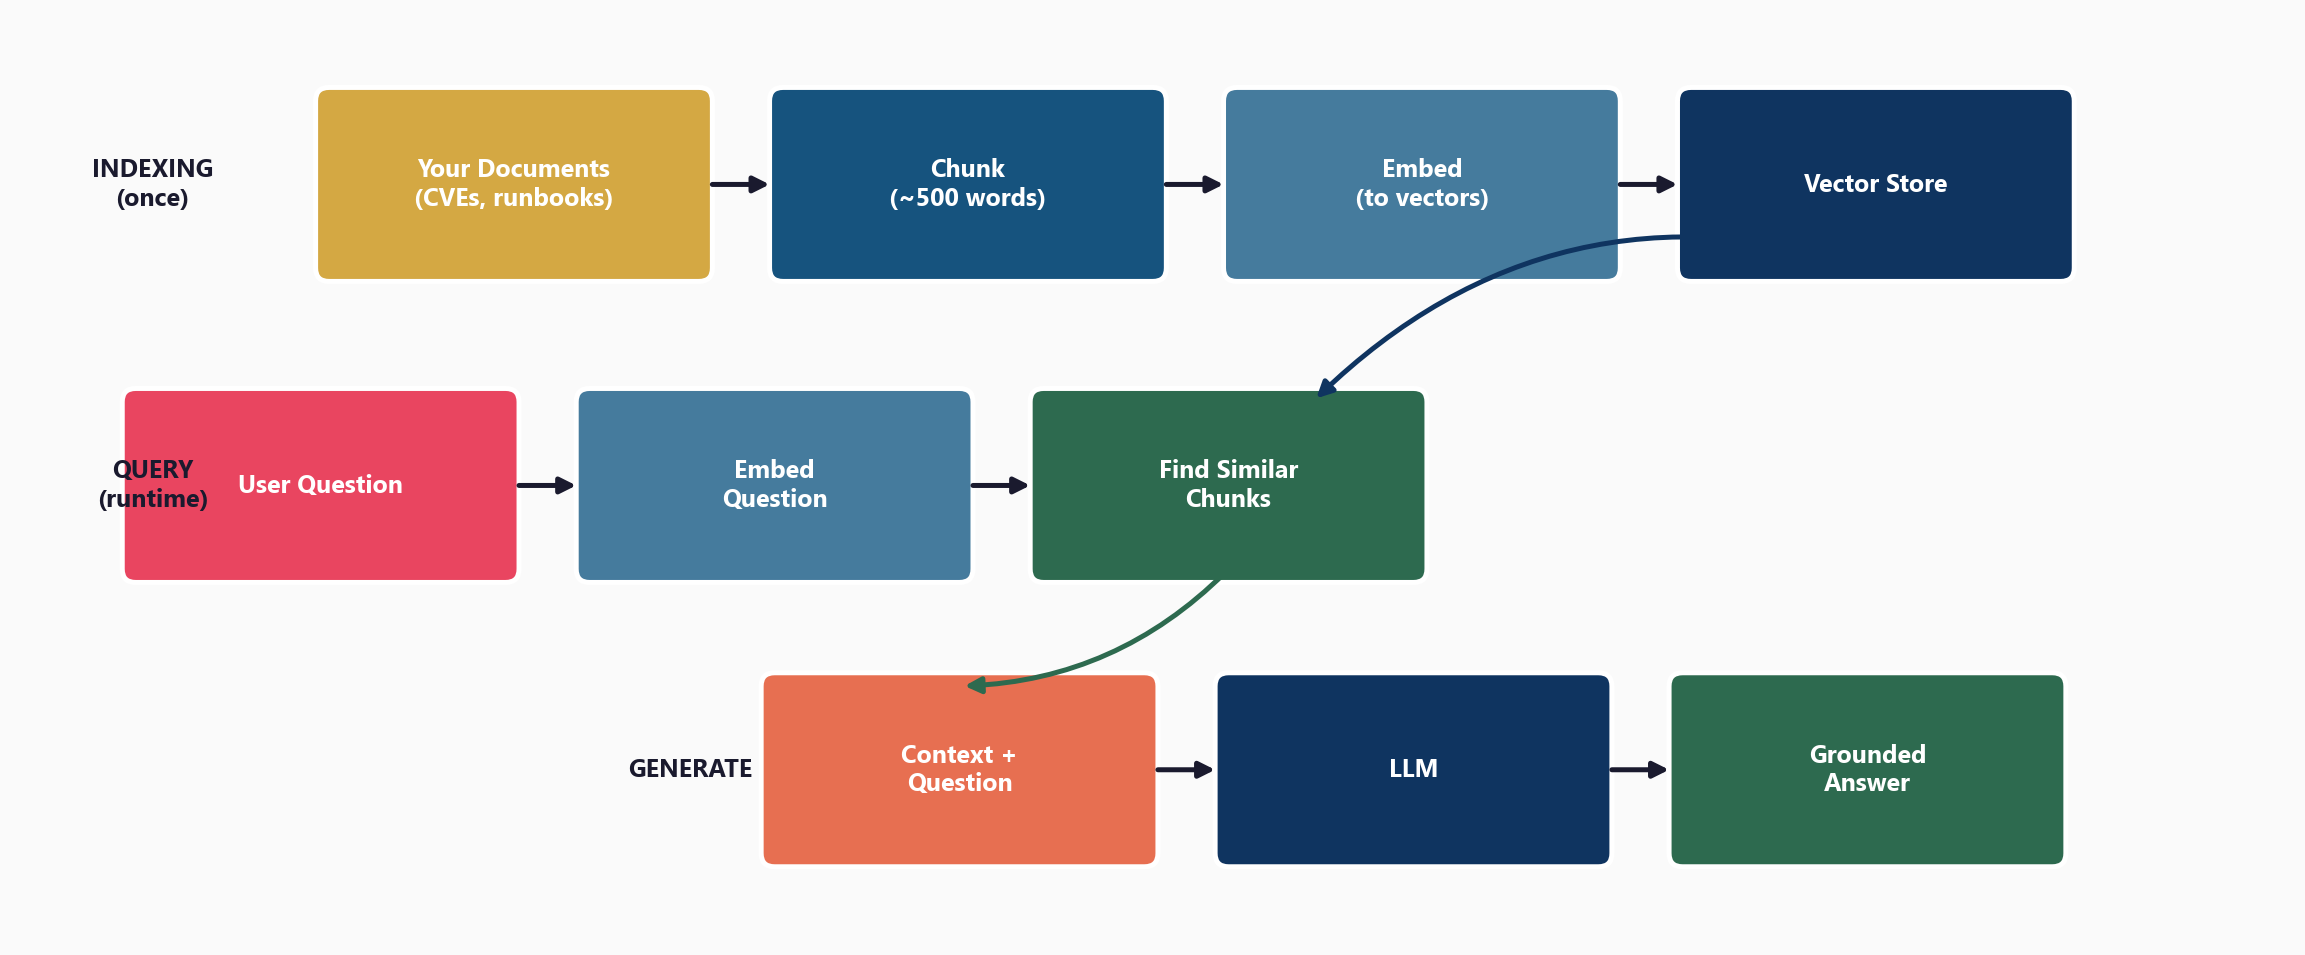 INDEXING
(once)
Your Documents
(CVEs, runbooks)
Chunk
(~500 words)
Embed
(to vectors)
Vector Store
QUERY
(runtime)
User Question
Embed
Question
Find Similar
Chunks
GENERATE
Context +
Question
LLM
Grounded
Answer